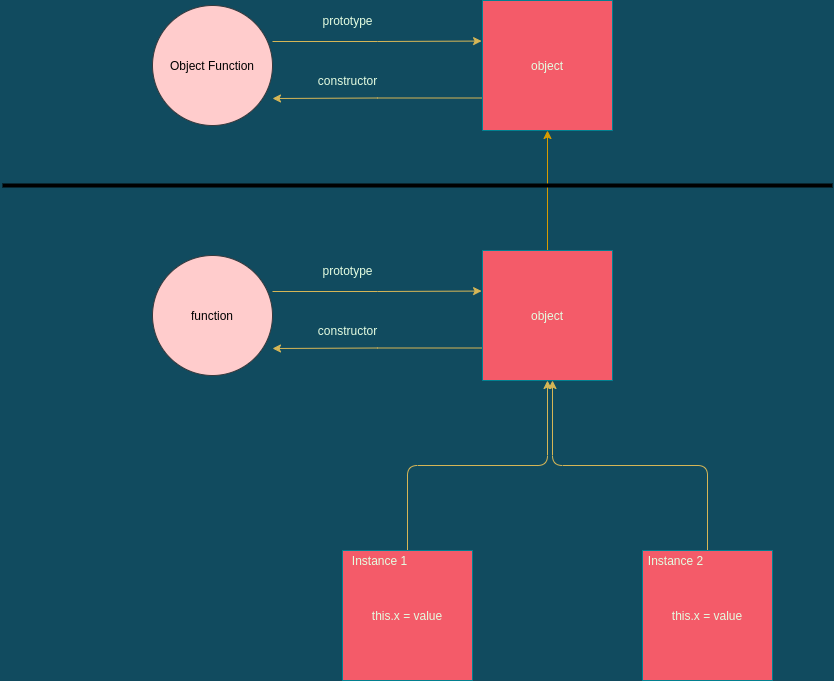 prototype
Object Function
object
constructor
prototype
function
object
constructor
Instance 1
this.x = value
Instance 2
this.x = value